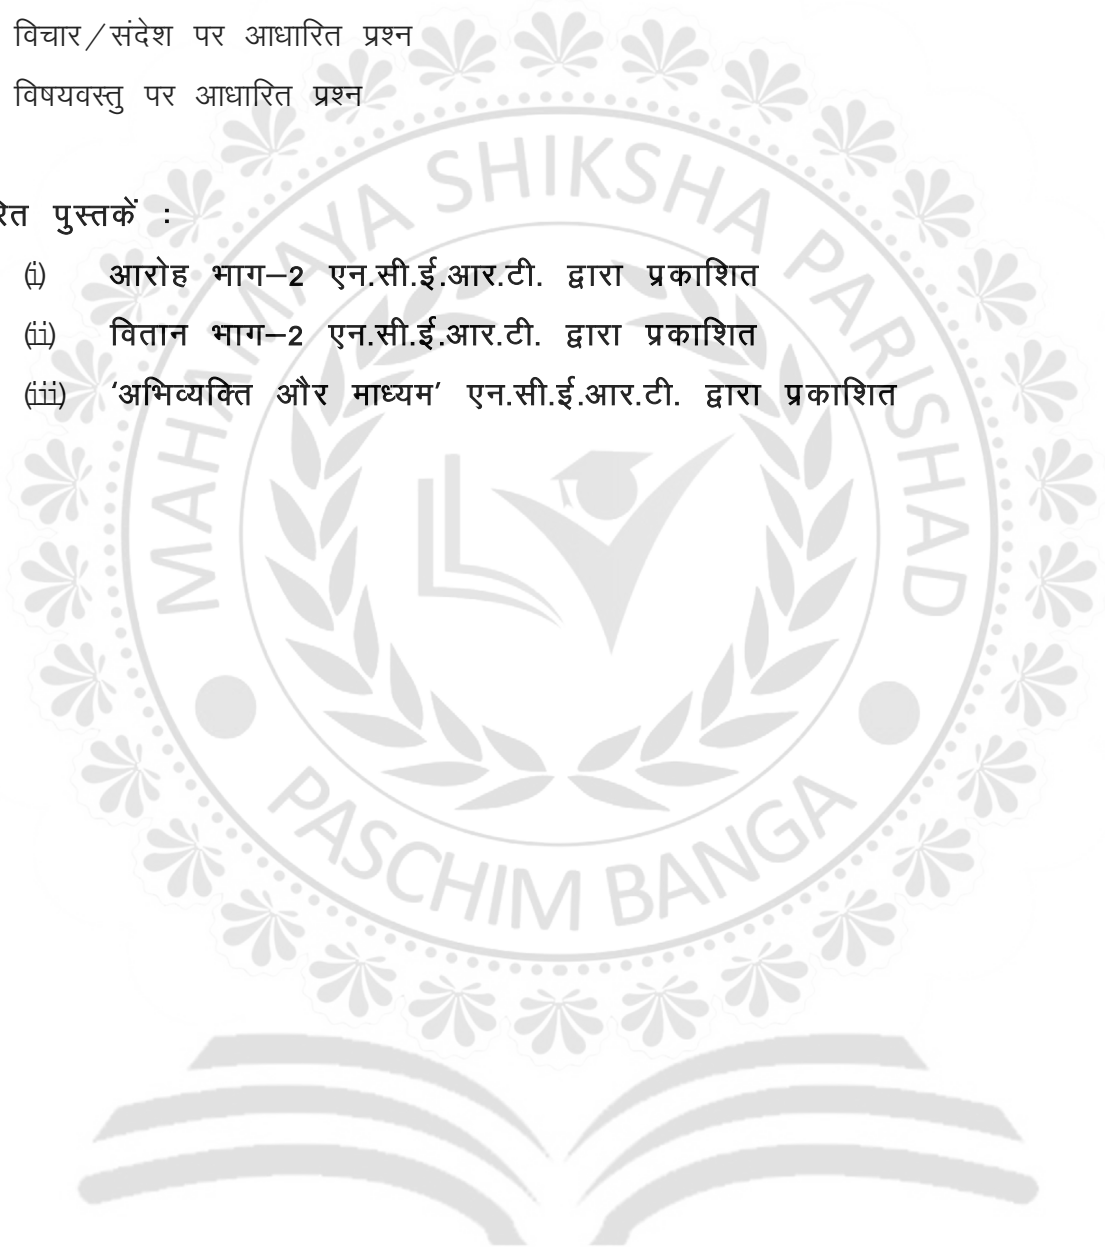 विचार/संदेश पर आधारित प्रश्न
विषयवस्तु पर आधारित प्रश्न
पुस्तकें :
(i) आरोह भाग–2 एन.सी.ई.आर.टी. द्वारा प्रकाशित
(ii) वितान भाग–2 एन.सी.ई.आर.टी. द्वारा प्रकाशित
(iii) ‘अभिव्यक्ति और माध्यम’ एन.सी.ई.आर.टी. द्वारा प्रकाशित
MAHIMAYA SHIKSHA PARISHAD
PASCHIM BANGA